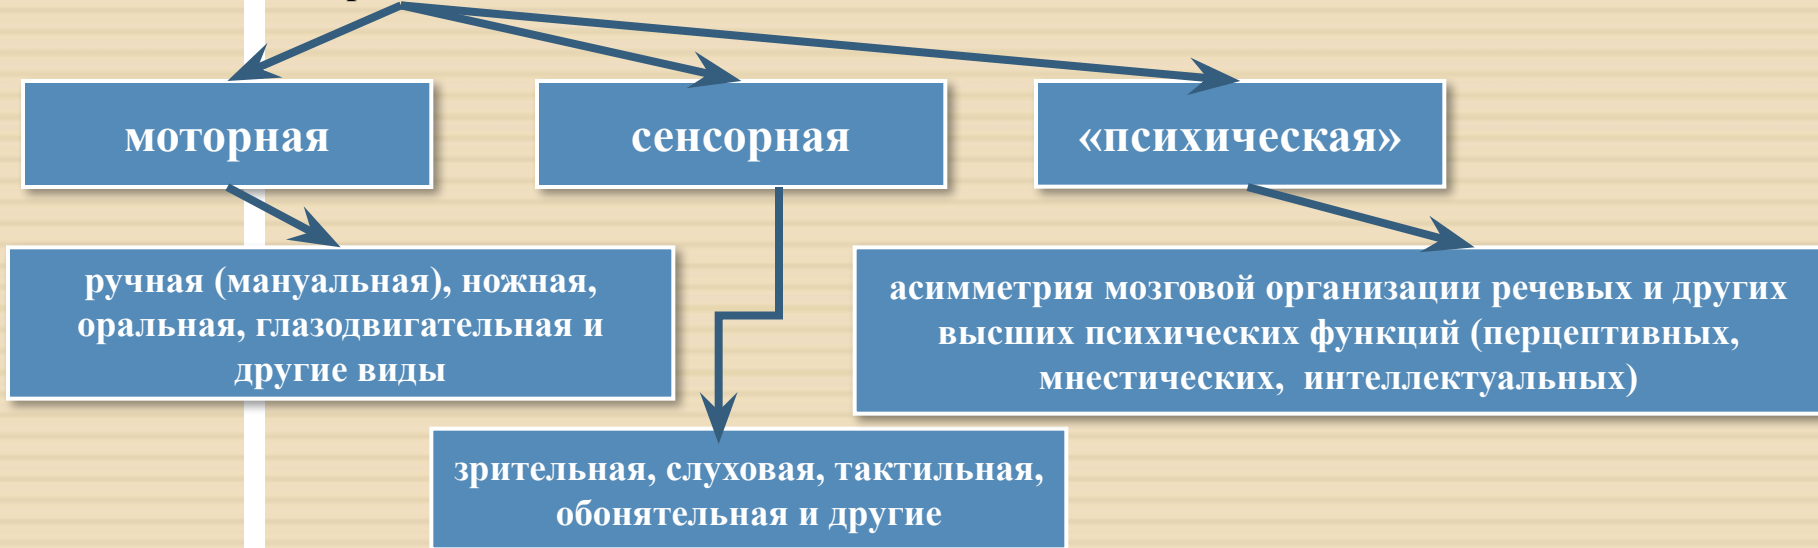 моторная
сенсорная
«психическая»
ручная (мануальная), ножная,
оральная, глазодвигательная и
другие виды
асимметрия мозговой организации речевых и других
высших психических функций (перцептивных,
мнестических, интеллектуальных)
зрительная, слуховая, тактильная,
обонятельная и другие